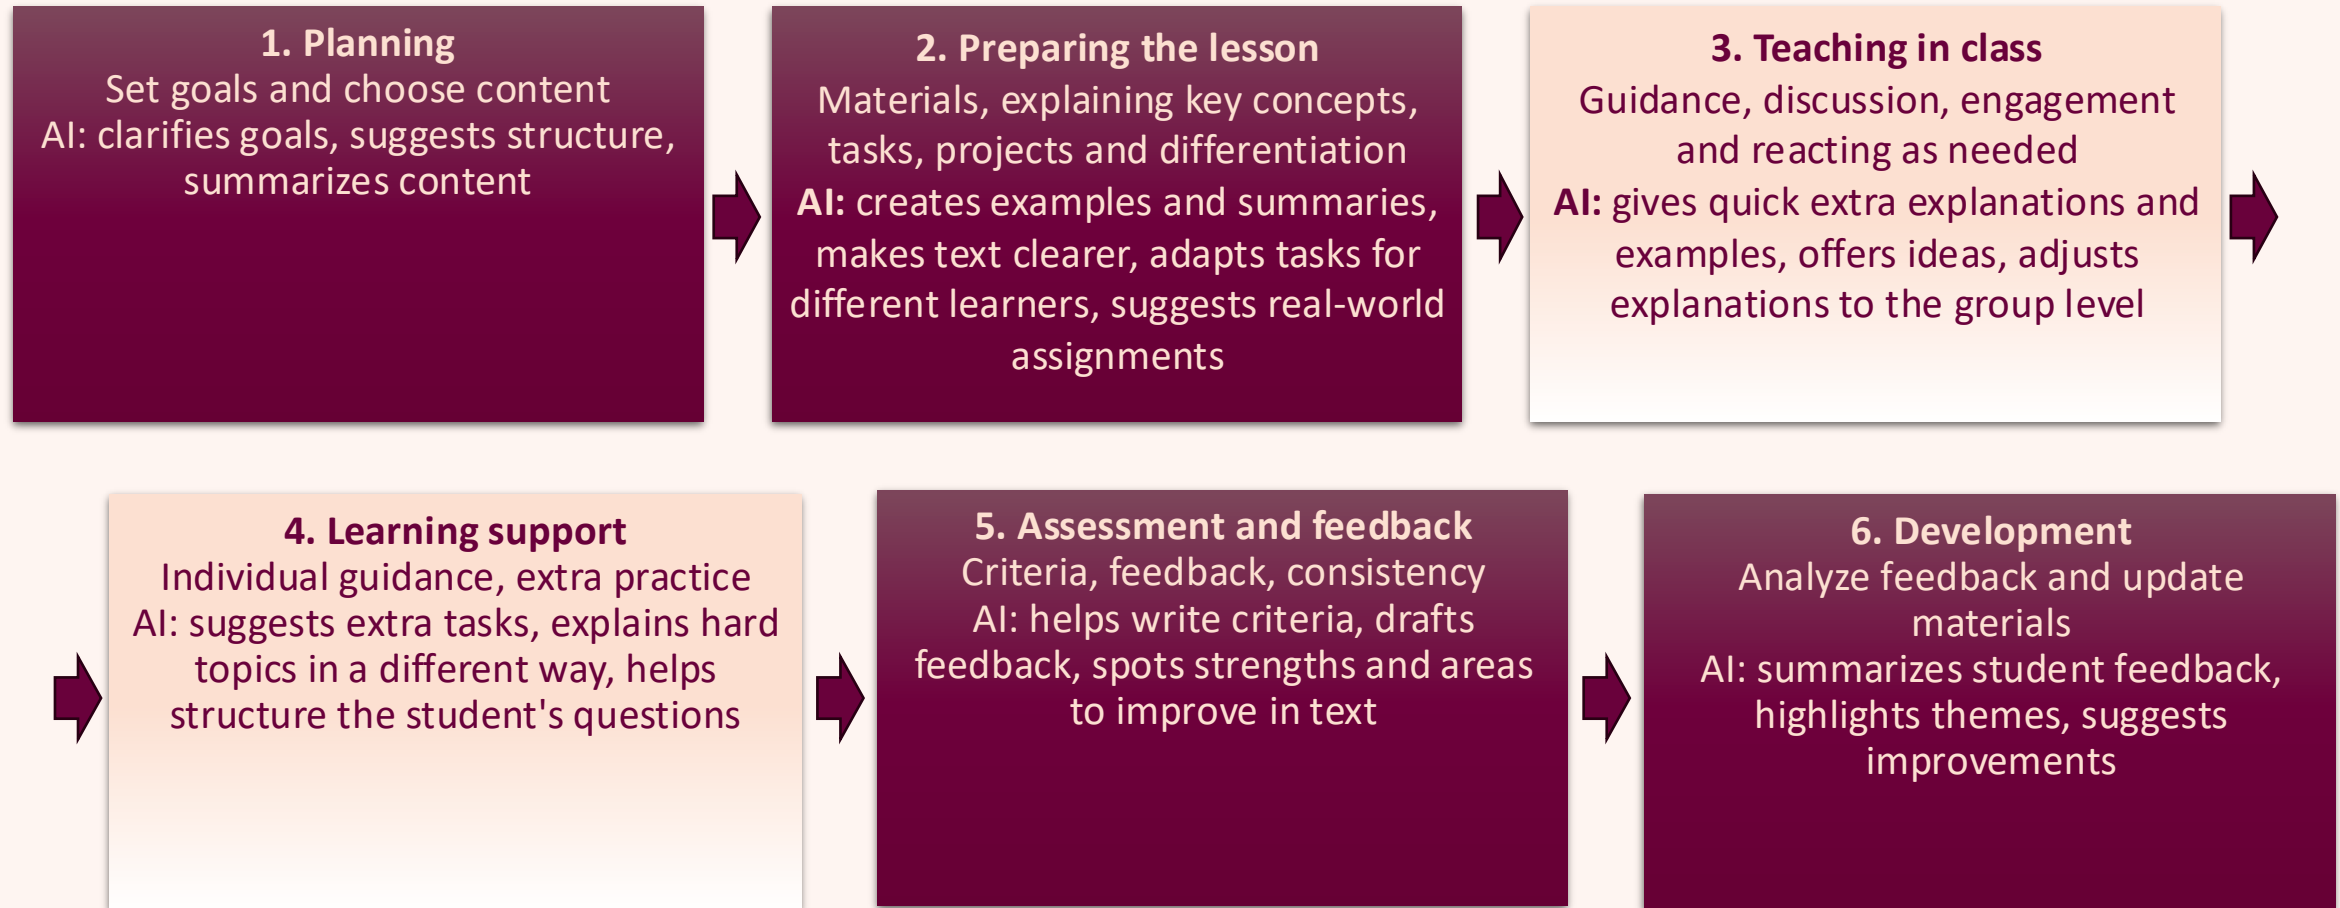 1. Planning
Set goals and choose content
AI: clarifies goals, suggests structure,
summarizes content
2. Preparing the lesson
Materials, explaining key concepts,
tasks, projects and differentiation
AI: creates examples and summaries,
makes text clearer, adapts tasks for
different learners, suggests real-world
assignments
3. Teaching in class
Guidance, discussion, engagement
and reacting as needed
AI: gives quick extra explanations and
examples, offers ideas, adjusts
explanations to the group level
4. Learning support
Individual guidance, extra practice
AI: suggests extra tasks, explains hard
topics in a different way, helps
structure the student's questions
5. Assessment and feedback
Criteria, feedback, consistency
AI: helps write criteria, drafts
feedback, spots strengths and areas
to improve in text
6. Development
Analyze feedback and update
materials
AI: summarizes student feedback,
highlights themes, suggests
improvements